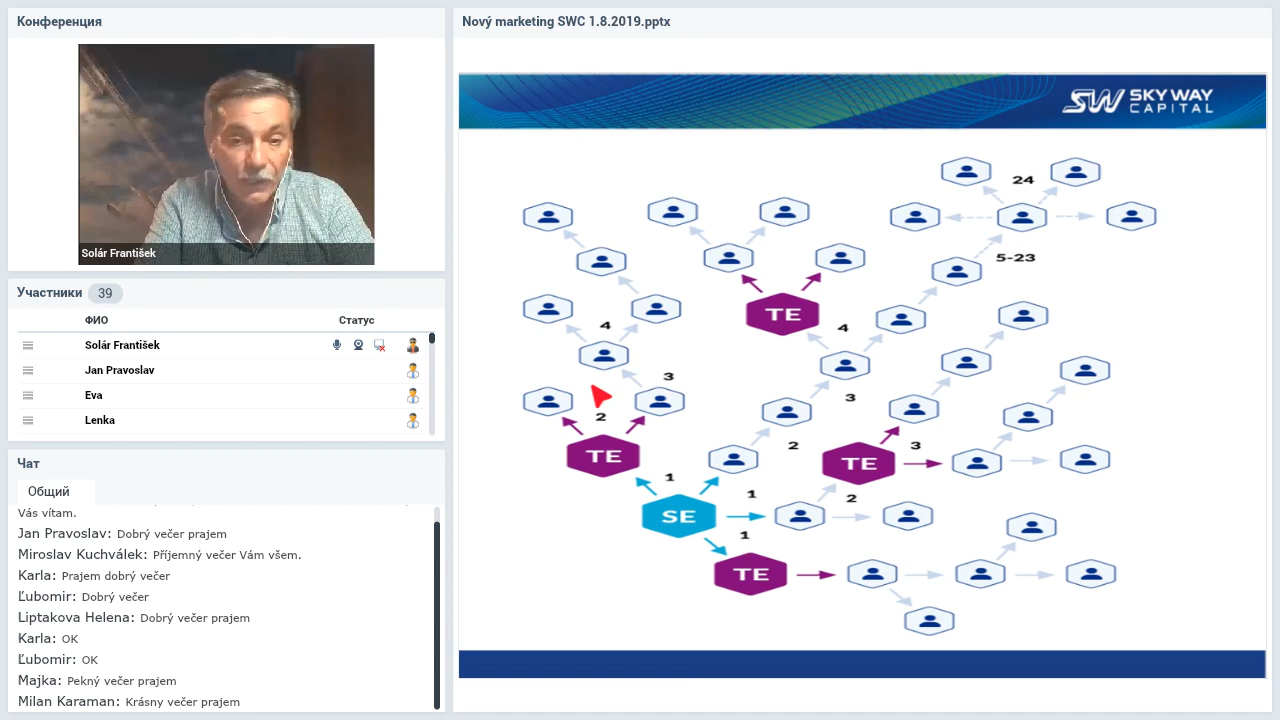 Конференция
Solár František
Участники 39
ФИО Статус
Solár František
Jan Pravoslav
Eva
Lenka
Чат
Общий
Vás vítam.
Jan Pravoslav: Dobrý večer prajem
Miroslav Kuchválek: Příjemný večer Vám všem.
Karla: Prajem dobrý večer
Ľubomir: Dobrý večer
Liptakova Helena: Dobrý večer prajem
Karla: OK
Ľubomir: OK
Majka: Pekný večer prajem
Milan Karaman: Krásny večer prajem
Nový marketing SWC 1.8.2019.pptx
SW SKY WAY
CAPITAL
24
5-23
TE
4
4
3
3
2
2
TE
TE
3
1
1
2
SE
1
TE